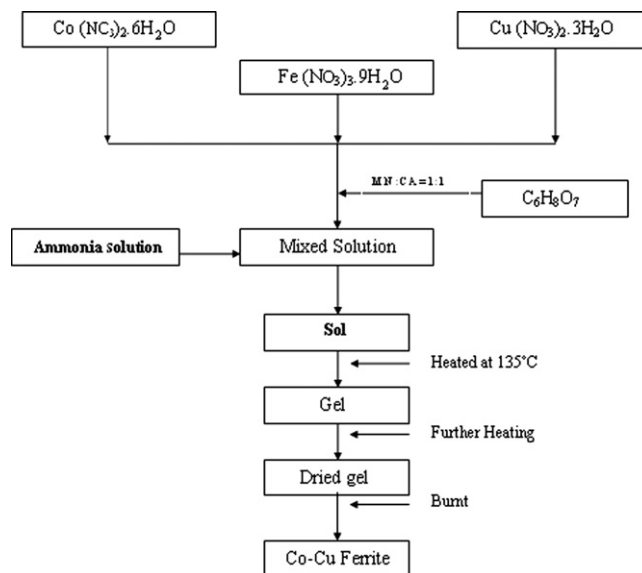 Co (NO3)2.6H2O
Cu (NO3)2.3H2O
Fe (NO3)3.9H2O
MN:CA=1:1
C6H8O7
Ammonia solution
Mixed Solution
Sol
Heated at 135°C
Gel
Further Heating
Dried gel
Burnt
Co-Cu Ferrite